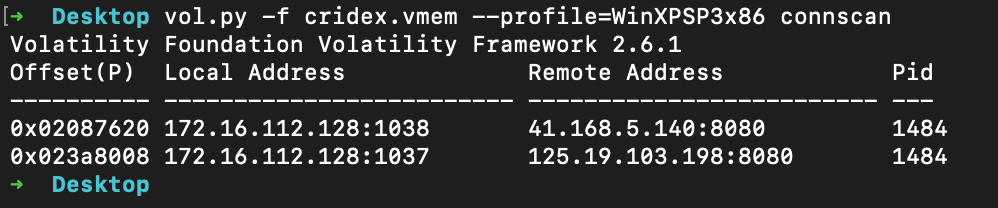 [➜  Desktop vol.py -f cridex.vmem --profile=WinXPSP3x86 connscan
Volatility Foundation Volatility Framework 2.6.1
Offset(P)  Local Address             Remote Address            Pid
---------- ------------------------- ------------------------- ---
0x02087620 172.16.112.128:1038       41.168.5.140:8080         1484
0x023a8008 172.16.112.128:1037       125.19.103.198:8080       1484
➜  Desktop